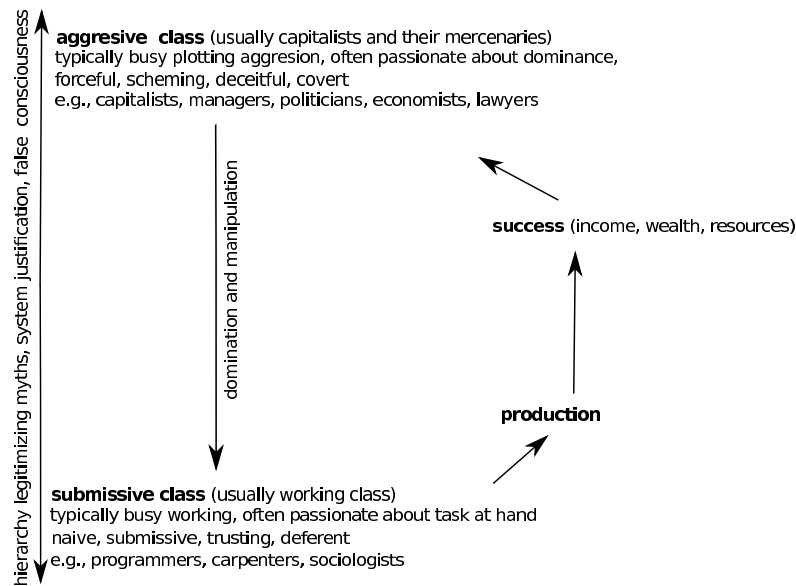 aggresive class (usually capitalists and their mercenaries)
typically busy plotting aggresion, often passionate about dominance,
forceful, scheming, deceitful, covert
e.g., capitalists, managers, politicians, economists, lawyers
hierarchy legitimizing myths, system justification, false consciousness
domination and manipulation
success (income, wealth, resources)
production
submissive class (usually working class)
typically busy working, often passionate about task at hand
naive, submissive, trusting, deferent
e.g., programmers, carpenters, sociologists